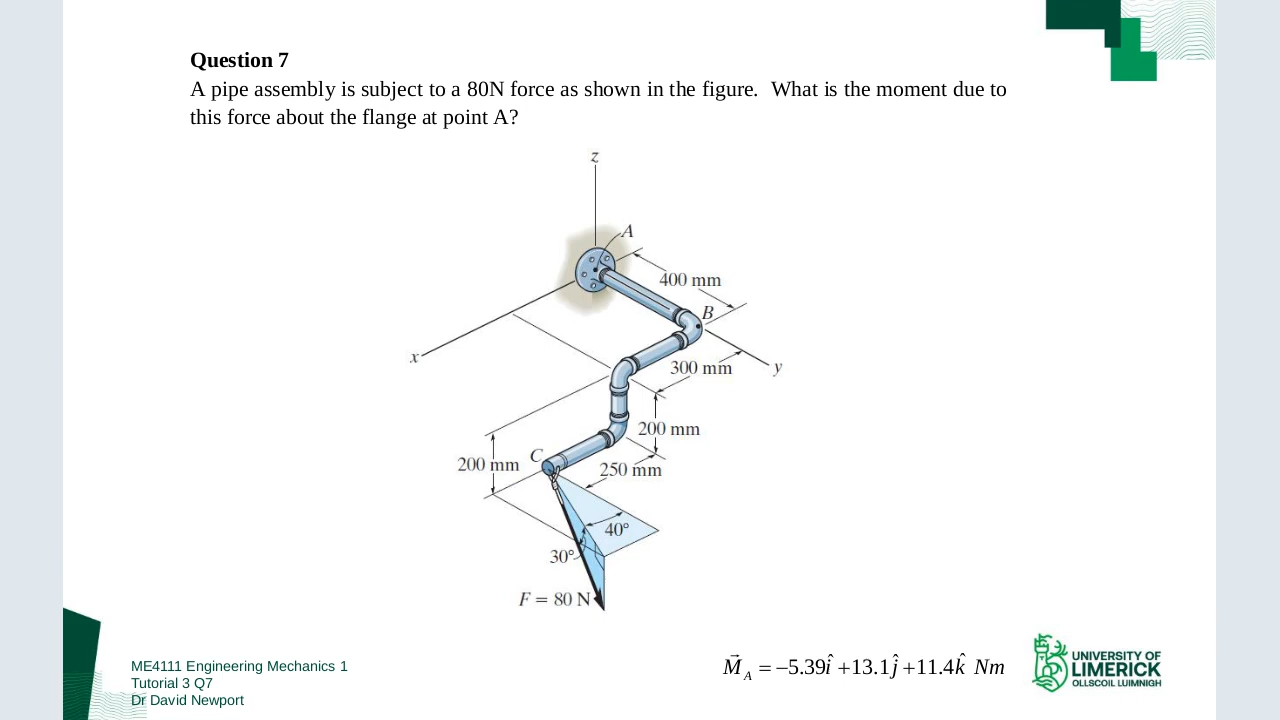 Question 7
A pipe assembly is subject to a 80N force as shown in the figure.  What is the moment due to
this force about the flange at point A?
z
A
400 mm
B
x
300 mm
y
200 mm
C
200 mm
250 mm
40°
30°
F = 80 N
M⃗_A = −5.39î +13.1ĵ +11.4k̂ Nm
ME4111 Engineering Mechanics 1
Tutorial 3 Q7
Dr David Newport
UNIVERSITY OF
LIMERICK
OLLSCOIL LUIMNIGH